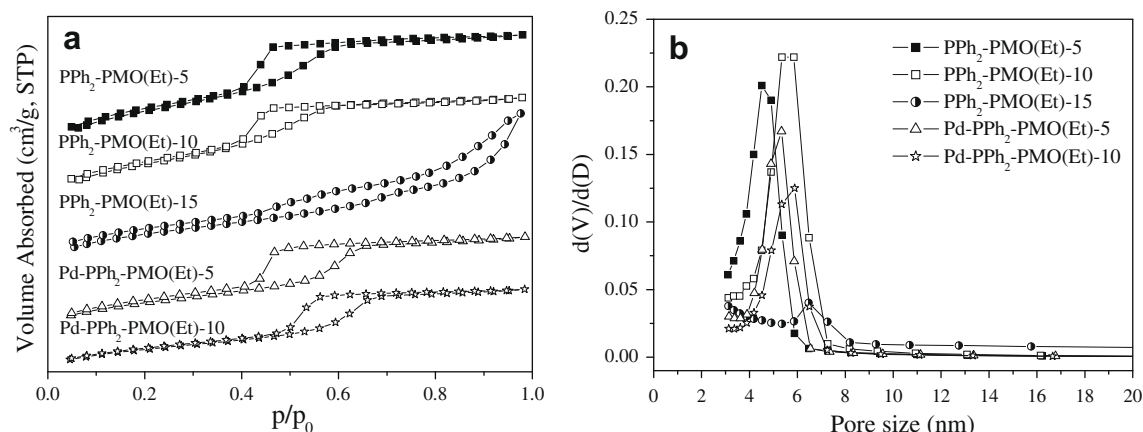 a
Volume Absorbed (cm³/g, STP)
PPh₂-PMO(Et)-5
PPh₂-PMO(Et)-10
PPh₂-PMO(Et)-15
Pd-PPh₂-PMO(Et)-5
Pd-PPh₂-PMO(Et)-10
0.0 0.2 0.4 0.6 0.8 1.0
p/p₀
b
d(V)/d(D)
0.25
0.20
0.15
0.10
0.05
0.00
PPh₂-PMO(Et)-5
PPh₂-PMO(Et)-10
PPh₂-PMO(Et)-15
Pd-PPh₂-PMO(Et)-5
Pd-PPh₂-PMO(Et)-10
0 2 4 6 8 10 12 14 16 18 20
Pore size (nm)